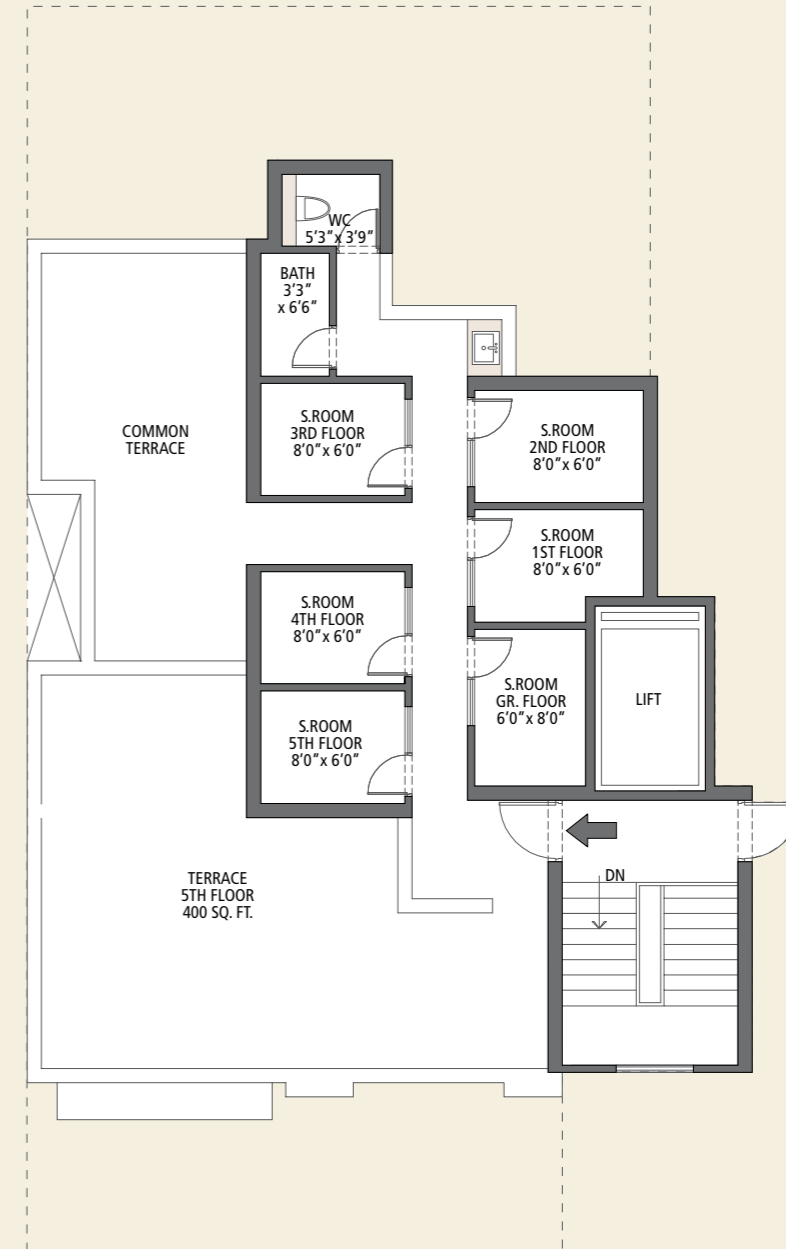 WC
5'3" x 3'9"
BATH
3'3"
x 6'6"
S.ROOM
3RD FLOOR
8'0" x 6'0"
S.ROOM
2ND FLOOR
8'0" x 6'0"
COMMON
TERRACE
S.ROOM
1ST FLOOR
8'0" x 6'0"
S.ROOM
4TH FLOOR
8'0" x 6'0"
S.ROOM
GR. FLOOR
6'0" x 8'0"
LIFT
S.ROOM
5TH FLOOR
8'0" x 6'0"
TERRACE
5TH FLOOR
400 SQ. FT.
DN